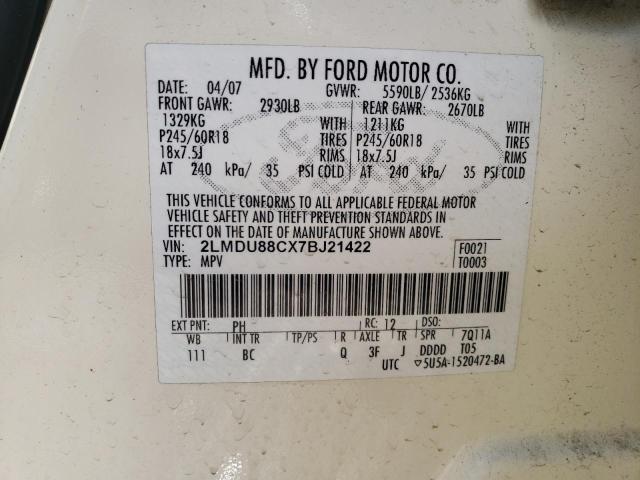 MFD. BY FORD MOTOR CO.
DATE: 04/07 GVWR: 5590LB/ 2536KG
FRONT GAWR: 2930LB REAR GAWR: 2670LB
1329KG WITH 1211KG WITH
P245/60R18 TIRES P245/60R18 TIRES
18x7.5J RIMS 18x7.5J RIMS
AT 240 kPa/ 35 PSI COLD AT 240 kPa/ 35 PSI COLD
THIS VEHICLE CONFORMS TO ALL APPLICABLE FEDERAL MOTOR
VEHICLE SAFETY AND THEFT PREVENTION STANDARDS IN
EFFECT ON THE DATE OF MANUFACTURE SHOWN ABOVE.
VIN: 2LMDU88CX7BJ21422 F0021
TYPE: MPV T0003
EXT PNT: PH RC: 12 DSO:
WB INT TR TP/PS R AXLE TR SPR 7Q11A
111 BC Q 3F J DDDD T05
UTC ▽5U5A-1520472-BA